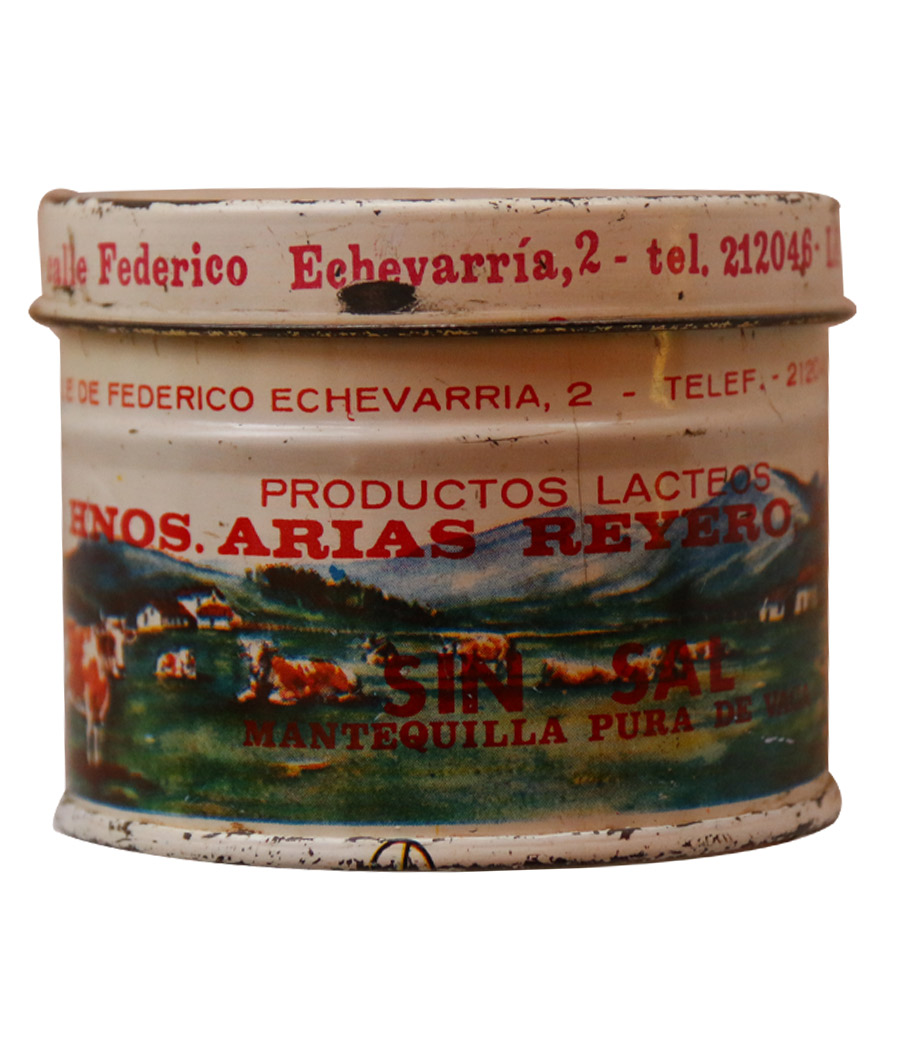 calle Federico Echevarría, 2 - tel. 212046 ·
DE FEDERICO ECHEVARRIA, 2 - TELEF. -
PRODUCTOS LACTEOS
HNOS. ARIAS REYERO
SIN SAL
MANTEQUILLA PURA DE